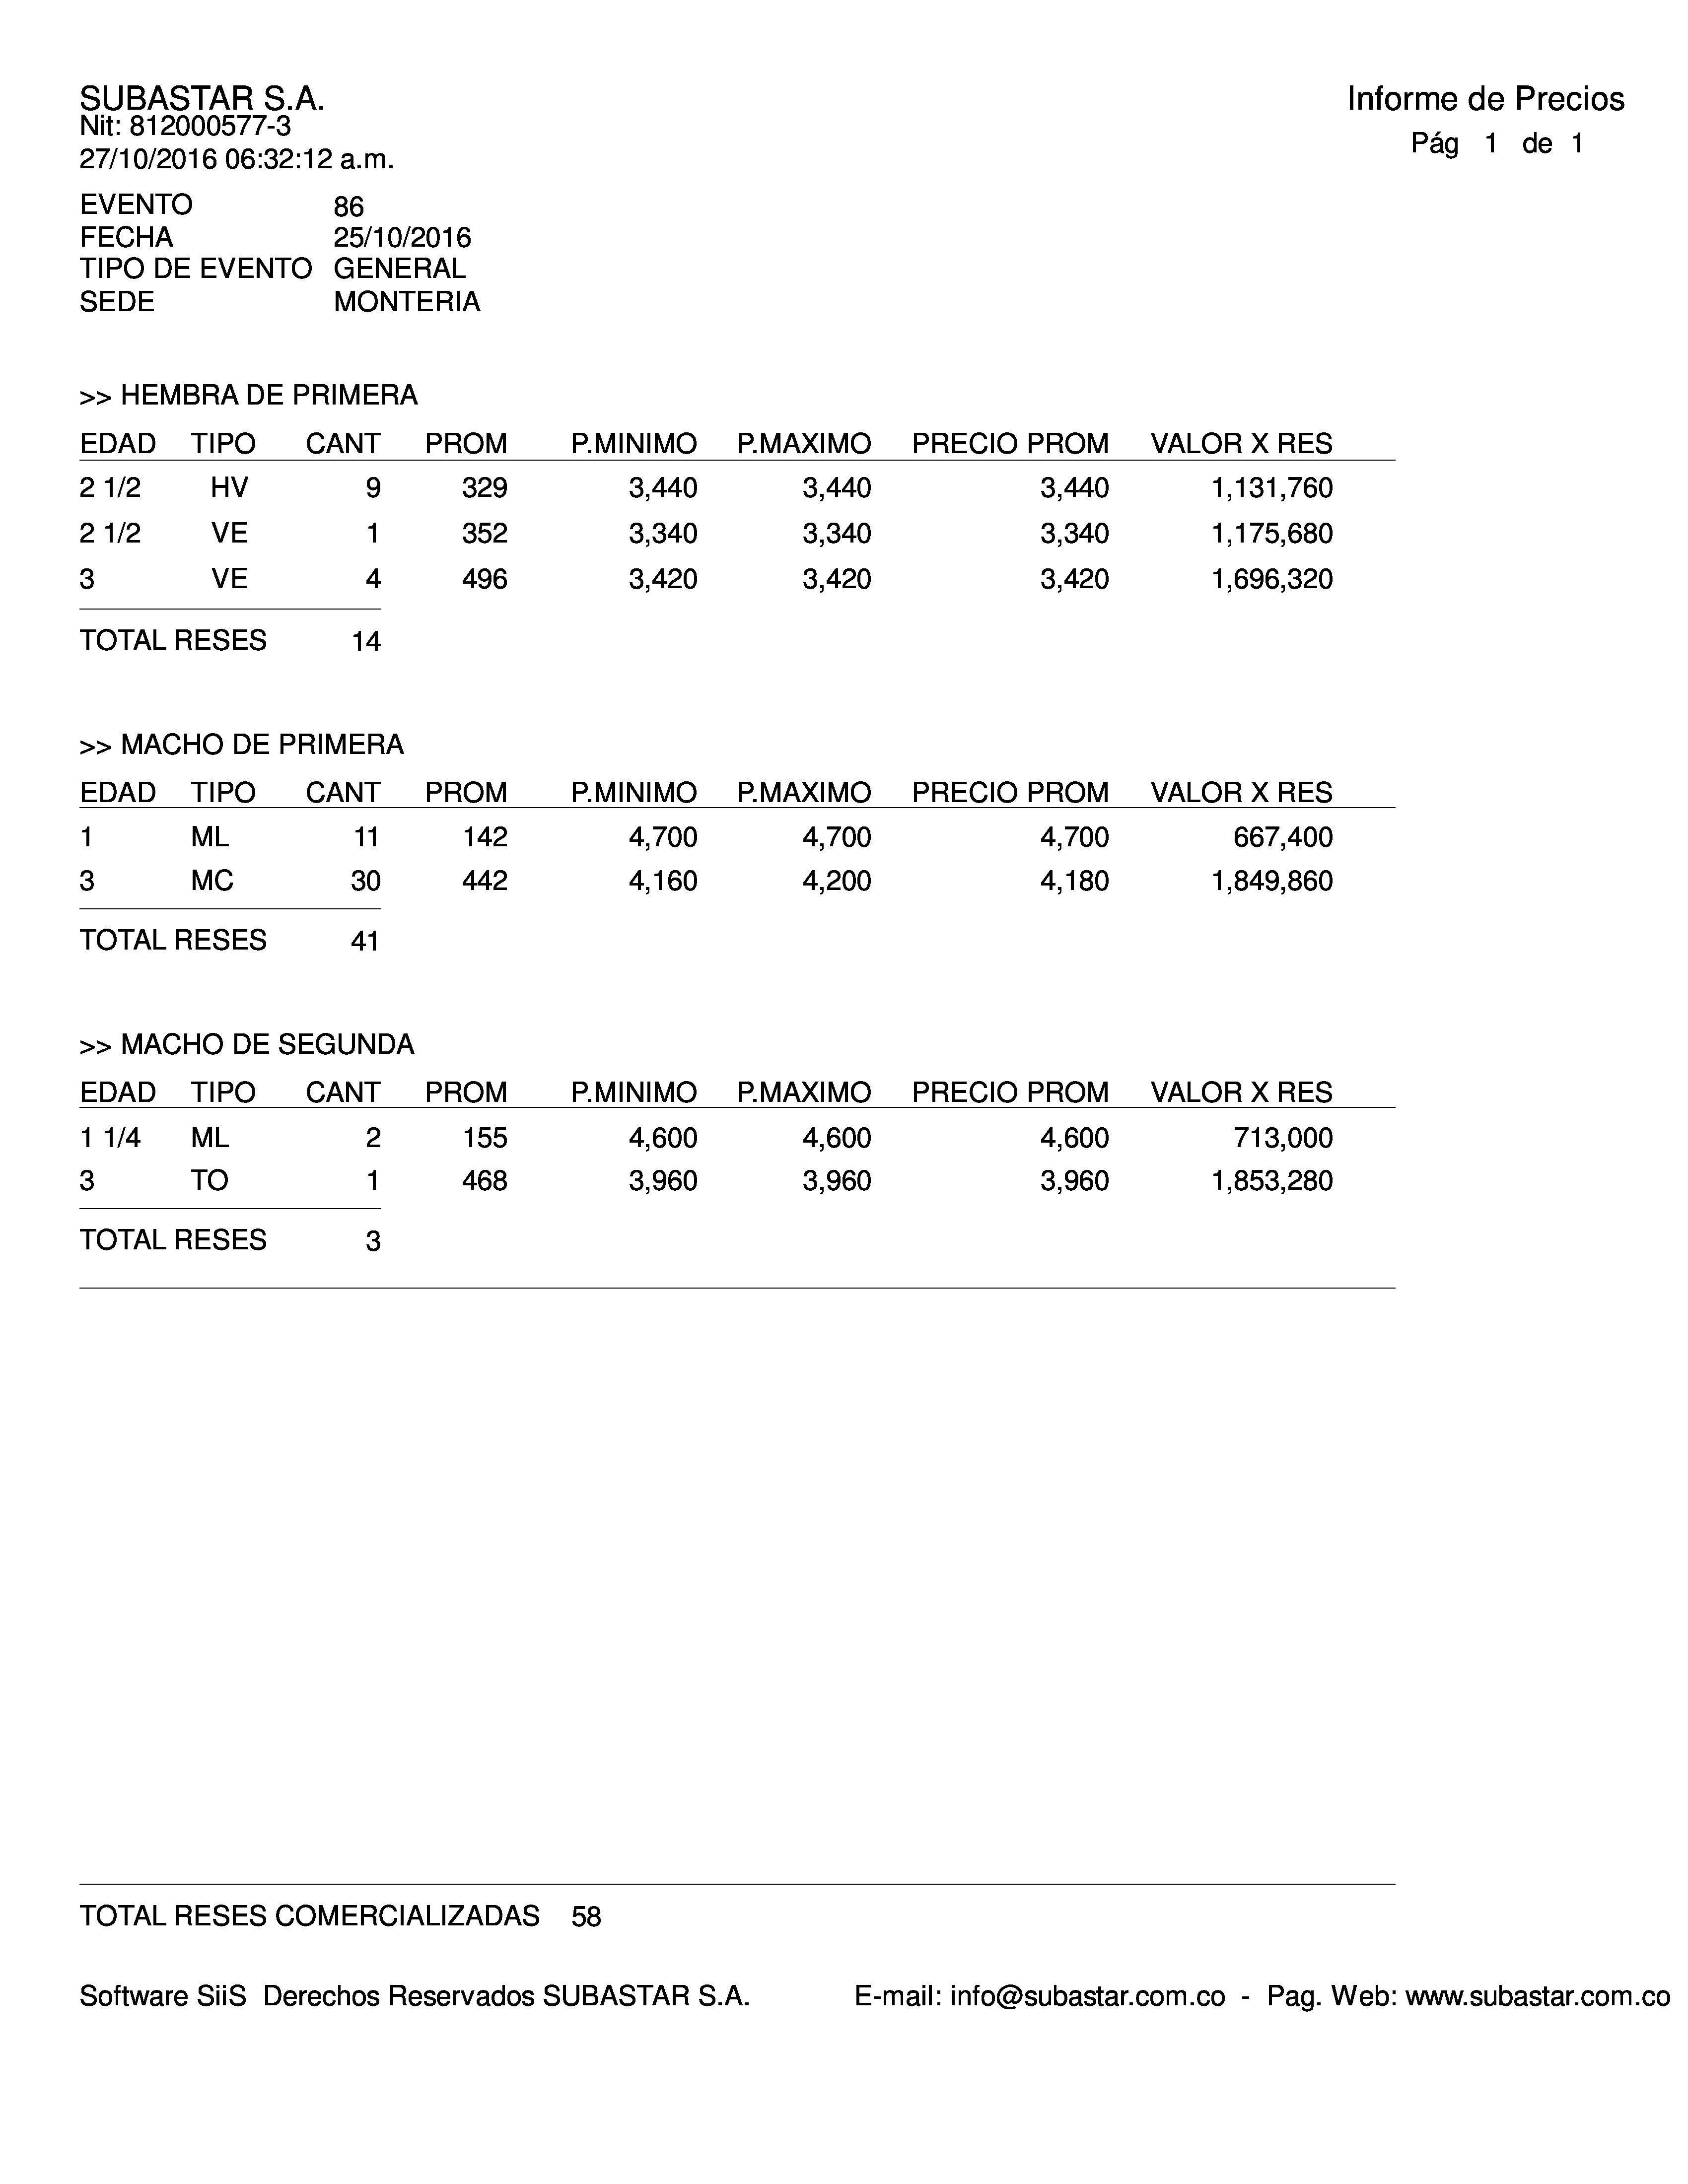 SUBASTAR S.A.
Informe de Precios
Nit: 812000577-3
27/10/2016 06:32:12 a.m.
Pág 1 de 1
EVENTO 86
FECHA 25/10/2016
TIPO DE EVENTO GENERAL
SEDE MONTERIA
>> HEMBRA DE PRIMERA
EDAD TIPO CANT PROM P.MINIMO P.MAXIMO PRECIO PROM VALOR X RES
2 1/2 HV 9 329 3,440 3,440 3,440 1,131,760
2 1/2 VE 1 352 3,340 3,340 3,340 1,175,680
3 VE 4 496 3,420 3,420 3,420 1,696,320
TOTAL RESES 14
>> MACHO DE PRIMERA
EDAD TIPO CANT PROM P.MINIMO P.MAXIMO PRECIO PROM VALOR X RES
1 ML 11 142 4,700 4,700 4,700 667,400
3 MC 30 442 4,160 4,200 4,180 1,849,860
TOTAL RESES 41
>> MACHO DE SEGUNDA
EDAD TIPO CANT PROM P.MINIMO P.MAXIMO PRECIO PROM VALOR X RES
1 1/4 ML 2 155 4,600 4,600 4,600 713,000
3 TO 1 468 3,960 3,960 3,960 1,853,280
TOTAL RESES 3
TOTAL RESES COMERCIALIZADAS 58
Software SiiS Derechos Reservados SUBASTAR S.A. E-mail: info@subastar.com.co - Pag. Web: www.subastar.com.co